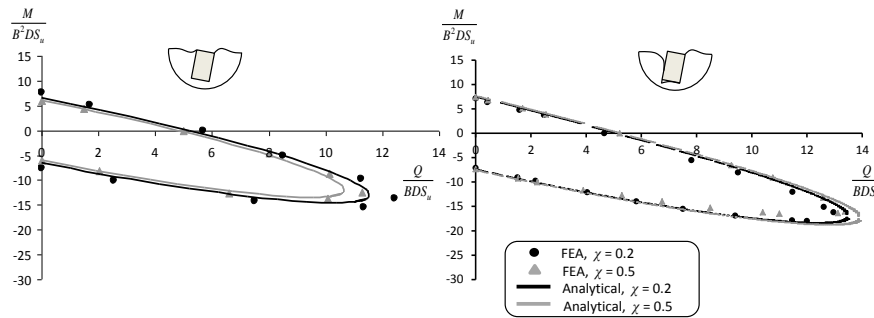 M
B²DSᵤ
15
10
5
0
-5
-10
-15
-20
-25
-30
0 2 4 6 8 10 12 14
Q
BDSᵤ
M
B²DSᵤ
15
10
5
0
-5
-10
-15
-20
-25
-30
0 2 4 6 8 10 12 14
Q
BDSᵤ
FEA, χ = 0.2
FEA, χ = 0.5
Analytical, χ = 0.2
Analytical, χ = 0.5